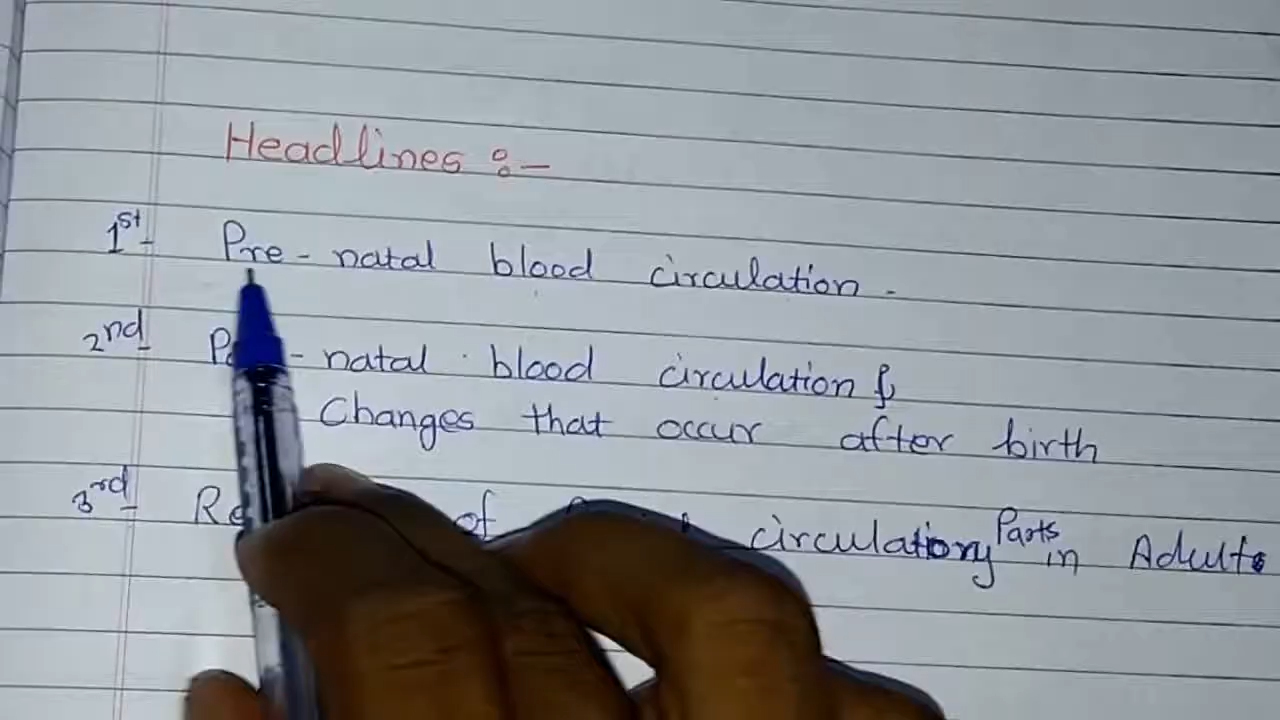 Headlines :-
1st- Pre-natal blood circulation.
2nd -natal blood circulation &
Changes that occur after birth
3rd of circulatory Parts in Adults